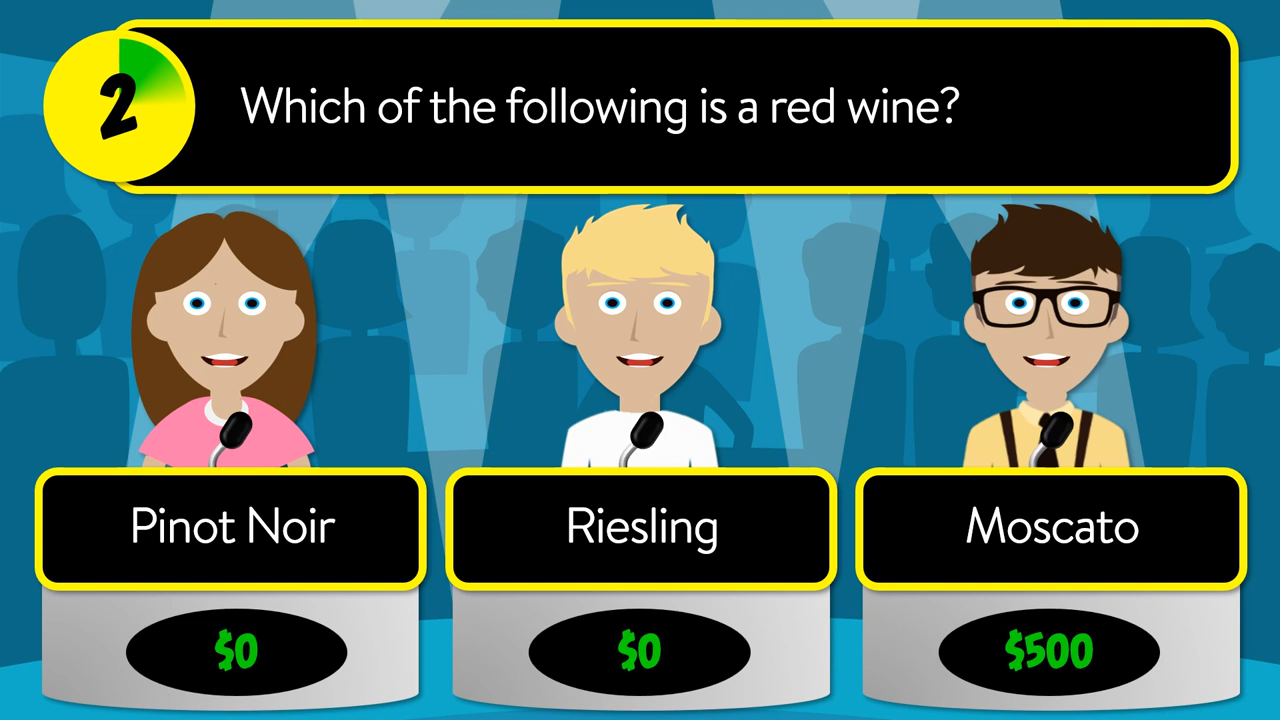 2
Which of the following is a red wine?
Pinot Noir
Riesling
Moscato
$0
$0
$500